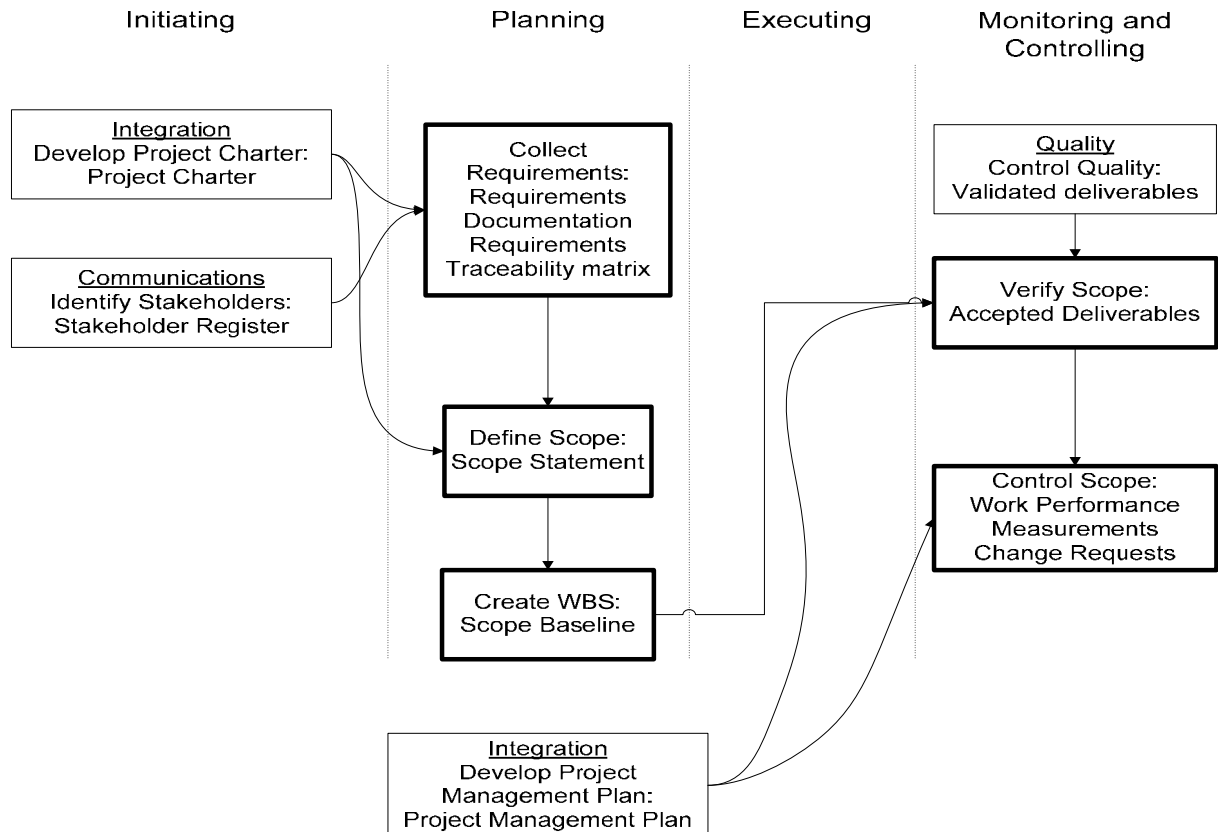 Initiating
Planning
Executing
Monitoring and
Controlling
Integration
Develop Project Charter:
Project Charter
Communications
Identify Stakeholders:
Stakeholder Register
Collect
Requirements:
Requirements
Documentation
Requirements
Traceability matrix
Define Scope:
Scope Statement
Create WBS:
Scope Baseline
Integration
Develop Project
Management Plan:
Project Management Plan
Quality
Control Quality:
Validated deliverables
Verify Scope:
Accepted Deliverables
Control Scope:
Work Performance
Measurements
Change Requests